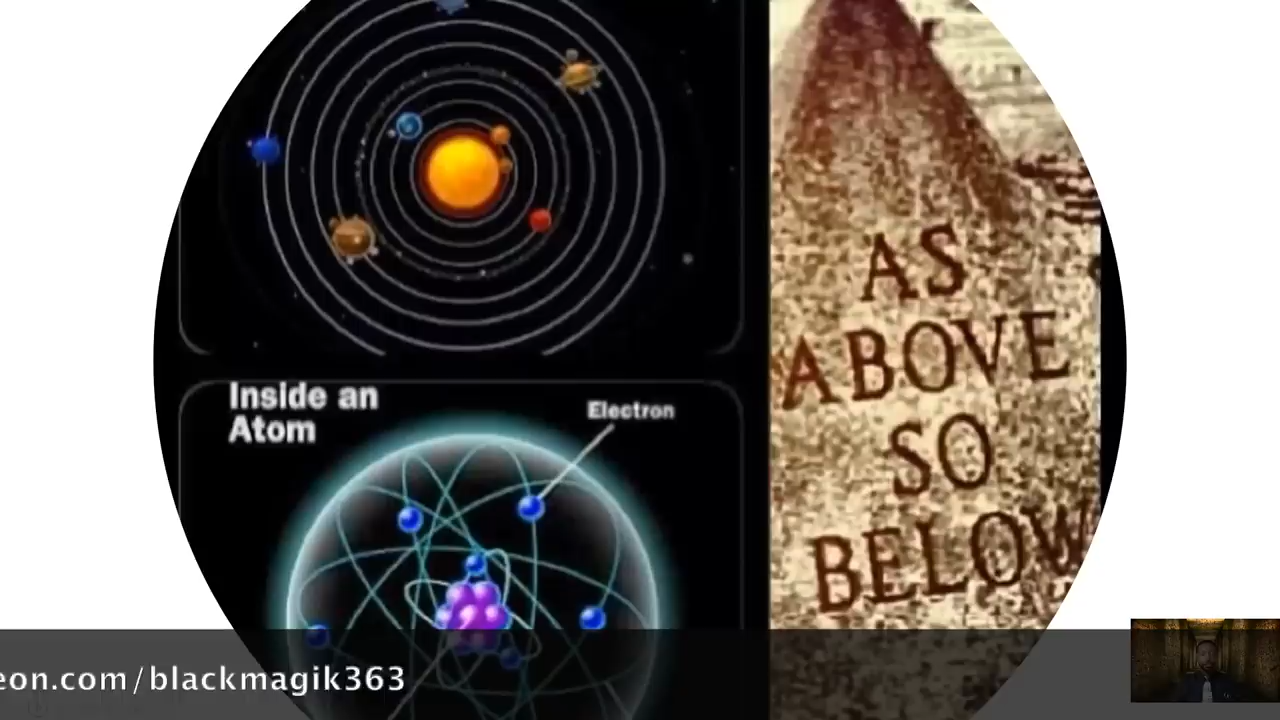 Inside an
Atom
Electron
AS
ABOVE
SO
BELOW
eon.com/blackmagik363